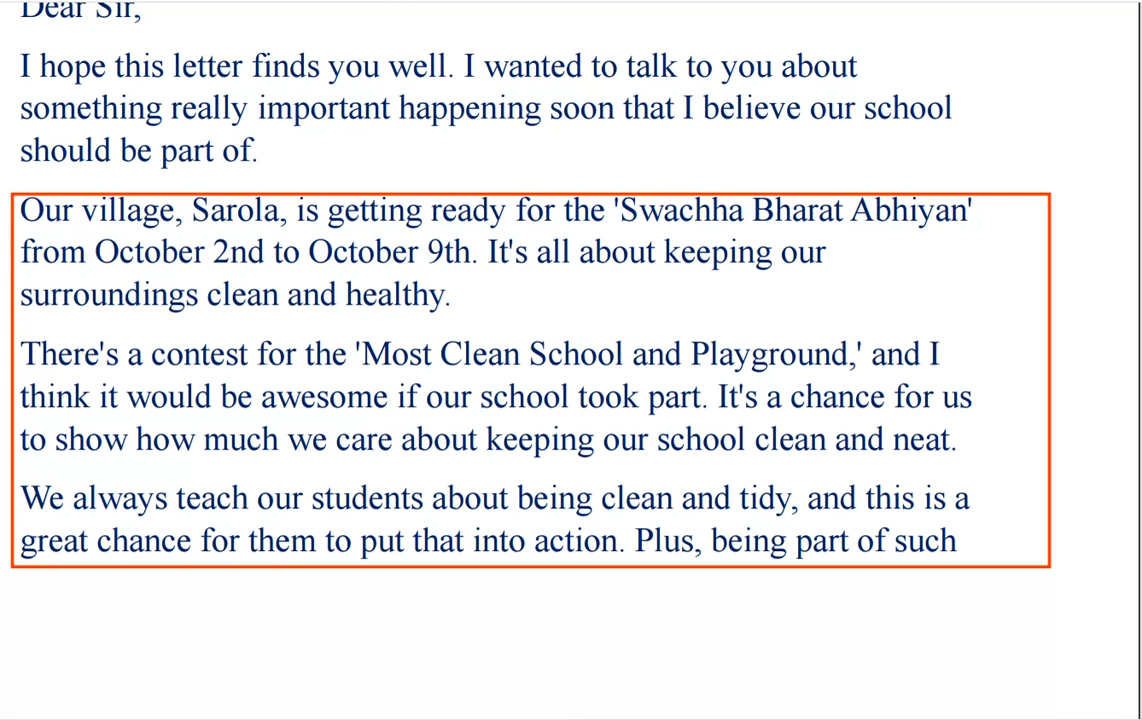 Dear Sir,
I hope this letter finds you well. I wanted to talk to you about
something really important happening soon that I believe our school
should be part of.
Our village, Sarola, is getting ready for the 'Swachha Bharat Abhiyan'
from October 2nd to October 9th. It's all about keeping our
surroundings clean and healthy.
There's a contest for the 'Most Clean School and Playground,' and I
think it would be awesome if our school took part. It's a chance for us
to show how much we care about keeping our school clean and neat.
We always teach our students about being clean and tidy, and this is a
great chance for them to put that into action. Plus, being part of such